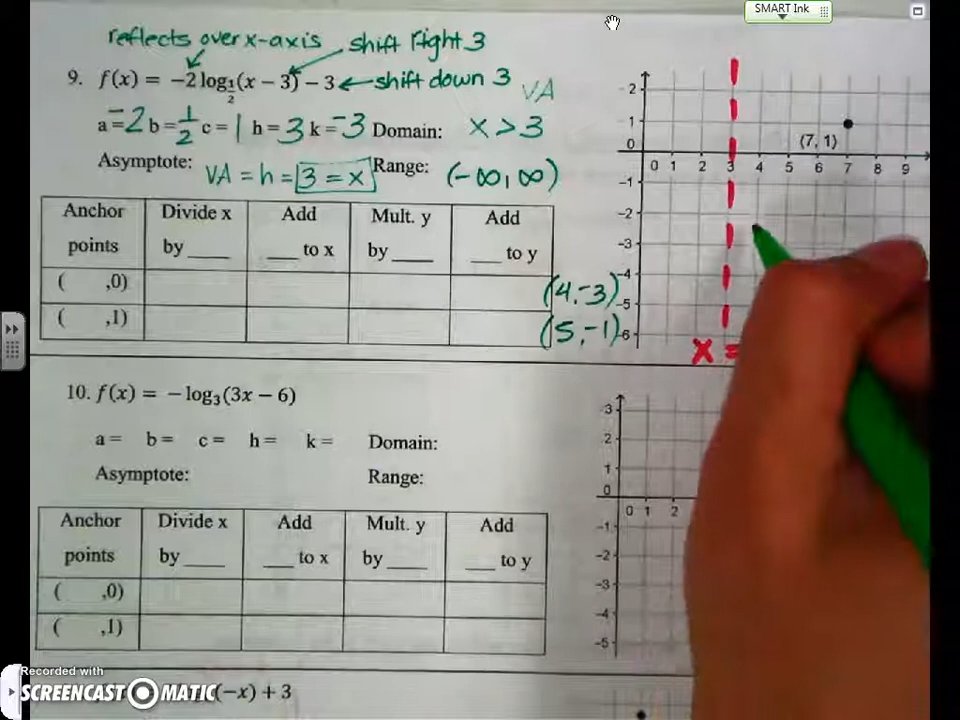 SMART Ink
reflects over x-axis shift right 3
9. f(x) = −2 log½(x − 3) − 3 ← shift down 3
VA
a = -2 b = 1/2 c = 1 h = 3 k = -3 Domain: x > 3
Asymptote: VA = h = 3 = x Range: (-∞, ∞)
Anchor points Divide x by ____ Add ___ to x Mult. y by ____ Add ___ to y
( ,0) (4, -3)
( ,1) (5, -1)
2
1
0
−1
−2
−3
−4
−5
−6
0 1 2 3 4 5 6 7 8 9
(7, 1)
x =
10. f(x) = − log₃(3x − 6)
a = b = c = h = k = Domain:
Asymptote: Range:
Anchor points Divide x by ____ Add ___ to x Mult. y by ____ Add ___ to y
( ,0)
( ,1)
3
2
1
0
−1
−2
−3
−4
−5
0 1 2
(−x) + 3
Recorded with
SCREENCAST-O-MATIC